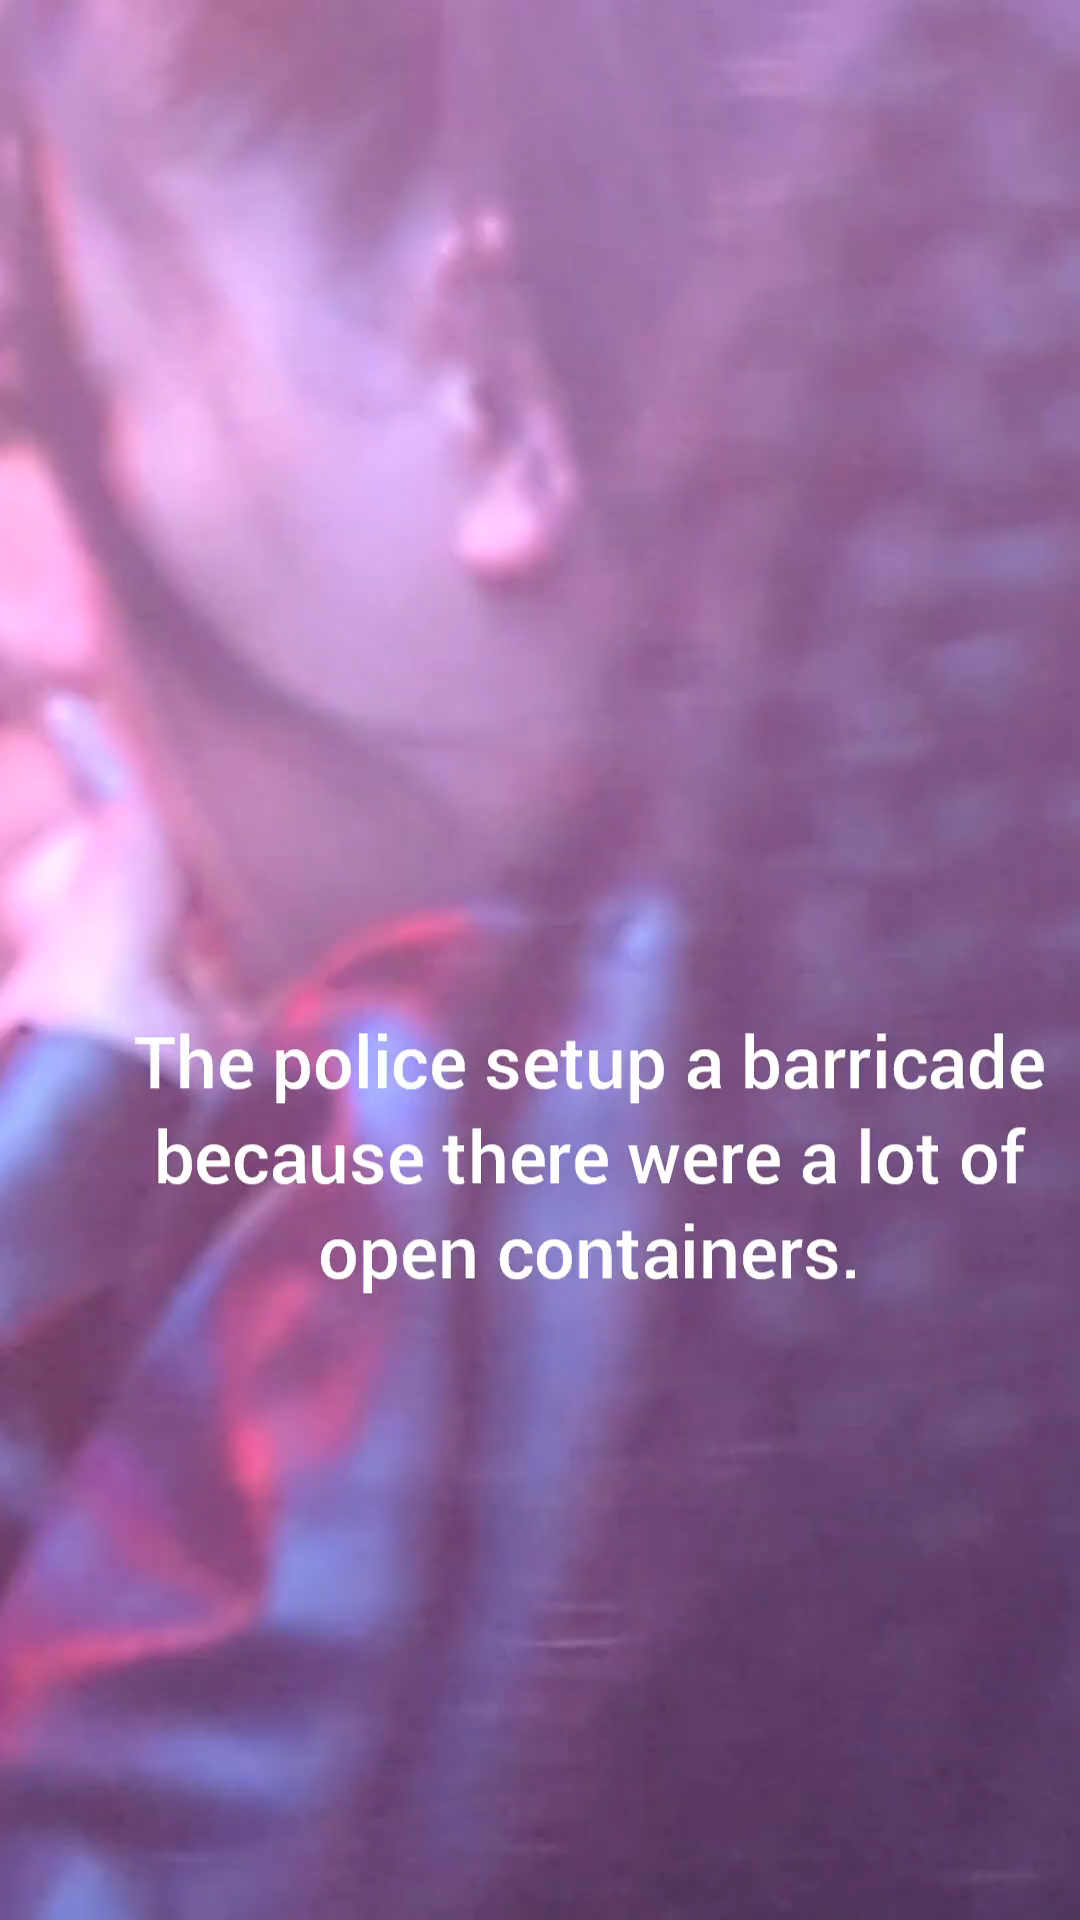 The police setup a barricade
because there were a lot of
open containers.